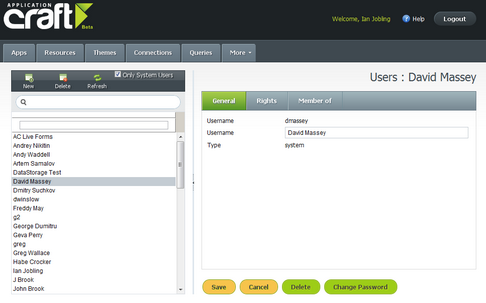 APPLICATION
craft
Beta
Welcome, Ian Jobling
Help
Logout
Apps
Resources
Themes
Connections
Queries
More
New
Delete
Refresh
Only System Users
AC Live Forms
Andrey Nikitin
Andy Waddell
Artem Samalov
DataStorage Test
David Massey
Dmitry Suchkov
dwinslow
Freddy May
g2
George Dumitru
Geva Perry
greg
Greg Wallace
Habe Crocker
Ian Jobling
J Brook
John Brook
Users : David Massey
General
Rights
Member of
Username dmassey
Username David Massey
Type system
Save
Cancel
Delete
Change Password